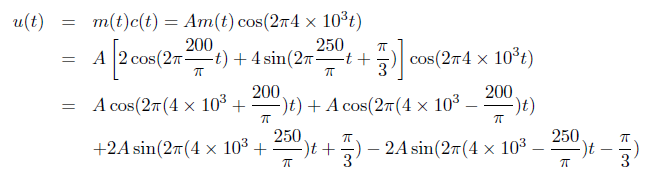 u(t) = m(t)c(t) = Am(t) cos(2π4 × 10³t)
= A [2 cos(2π 200/π t) + 4 sin(2π 250/π t + π/3)] cos(2π4 × 10³t)
= A cos(2π(4 × 10³ + 200/π)t) + A cos(2π(4 × 10³ − 200/π)t)
+2A sin(2π(4 × 10³ + 250/π)t + π/3) − 2A sin(2π(4 × 10³ − 250/π)t − π/3)